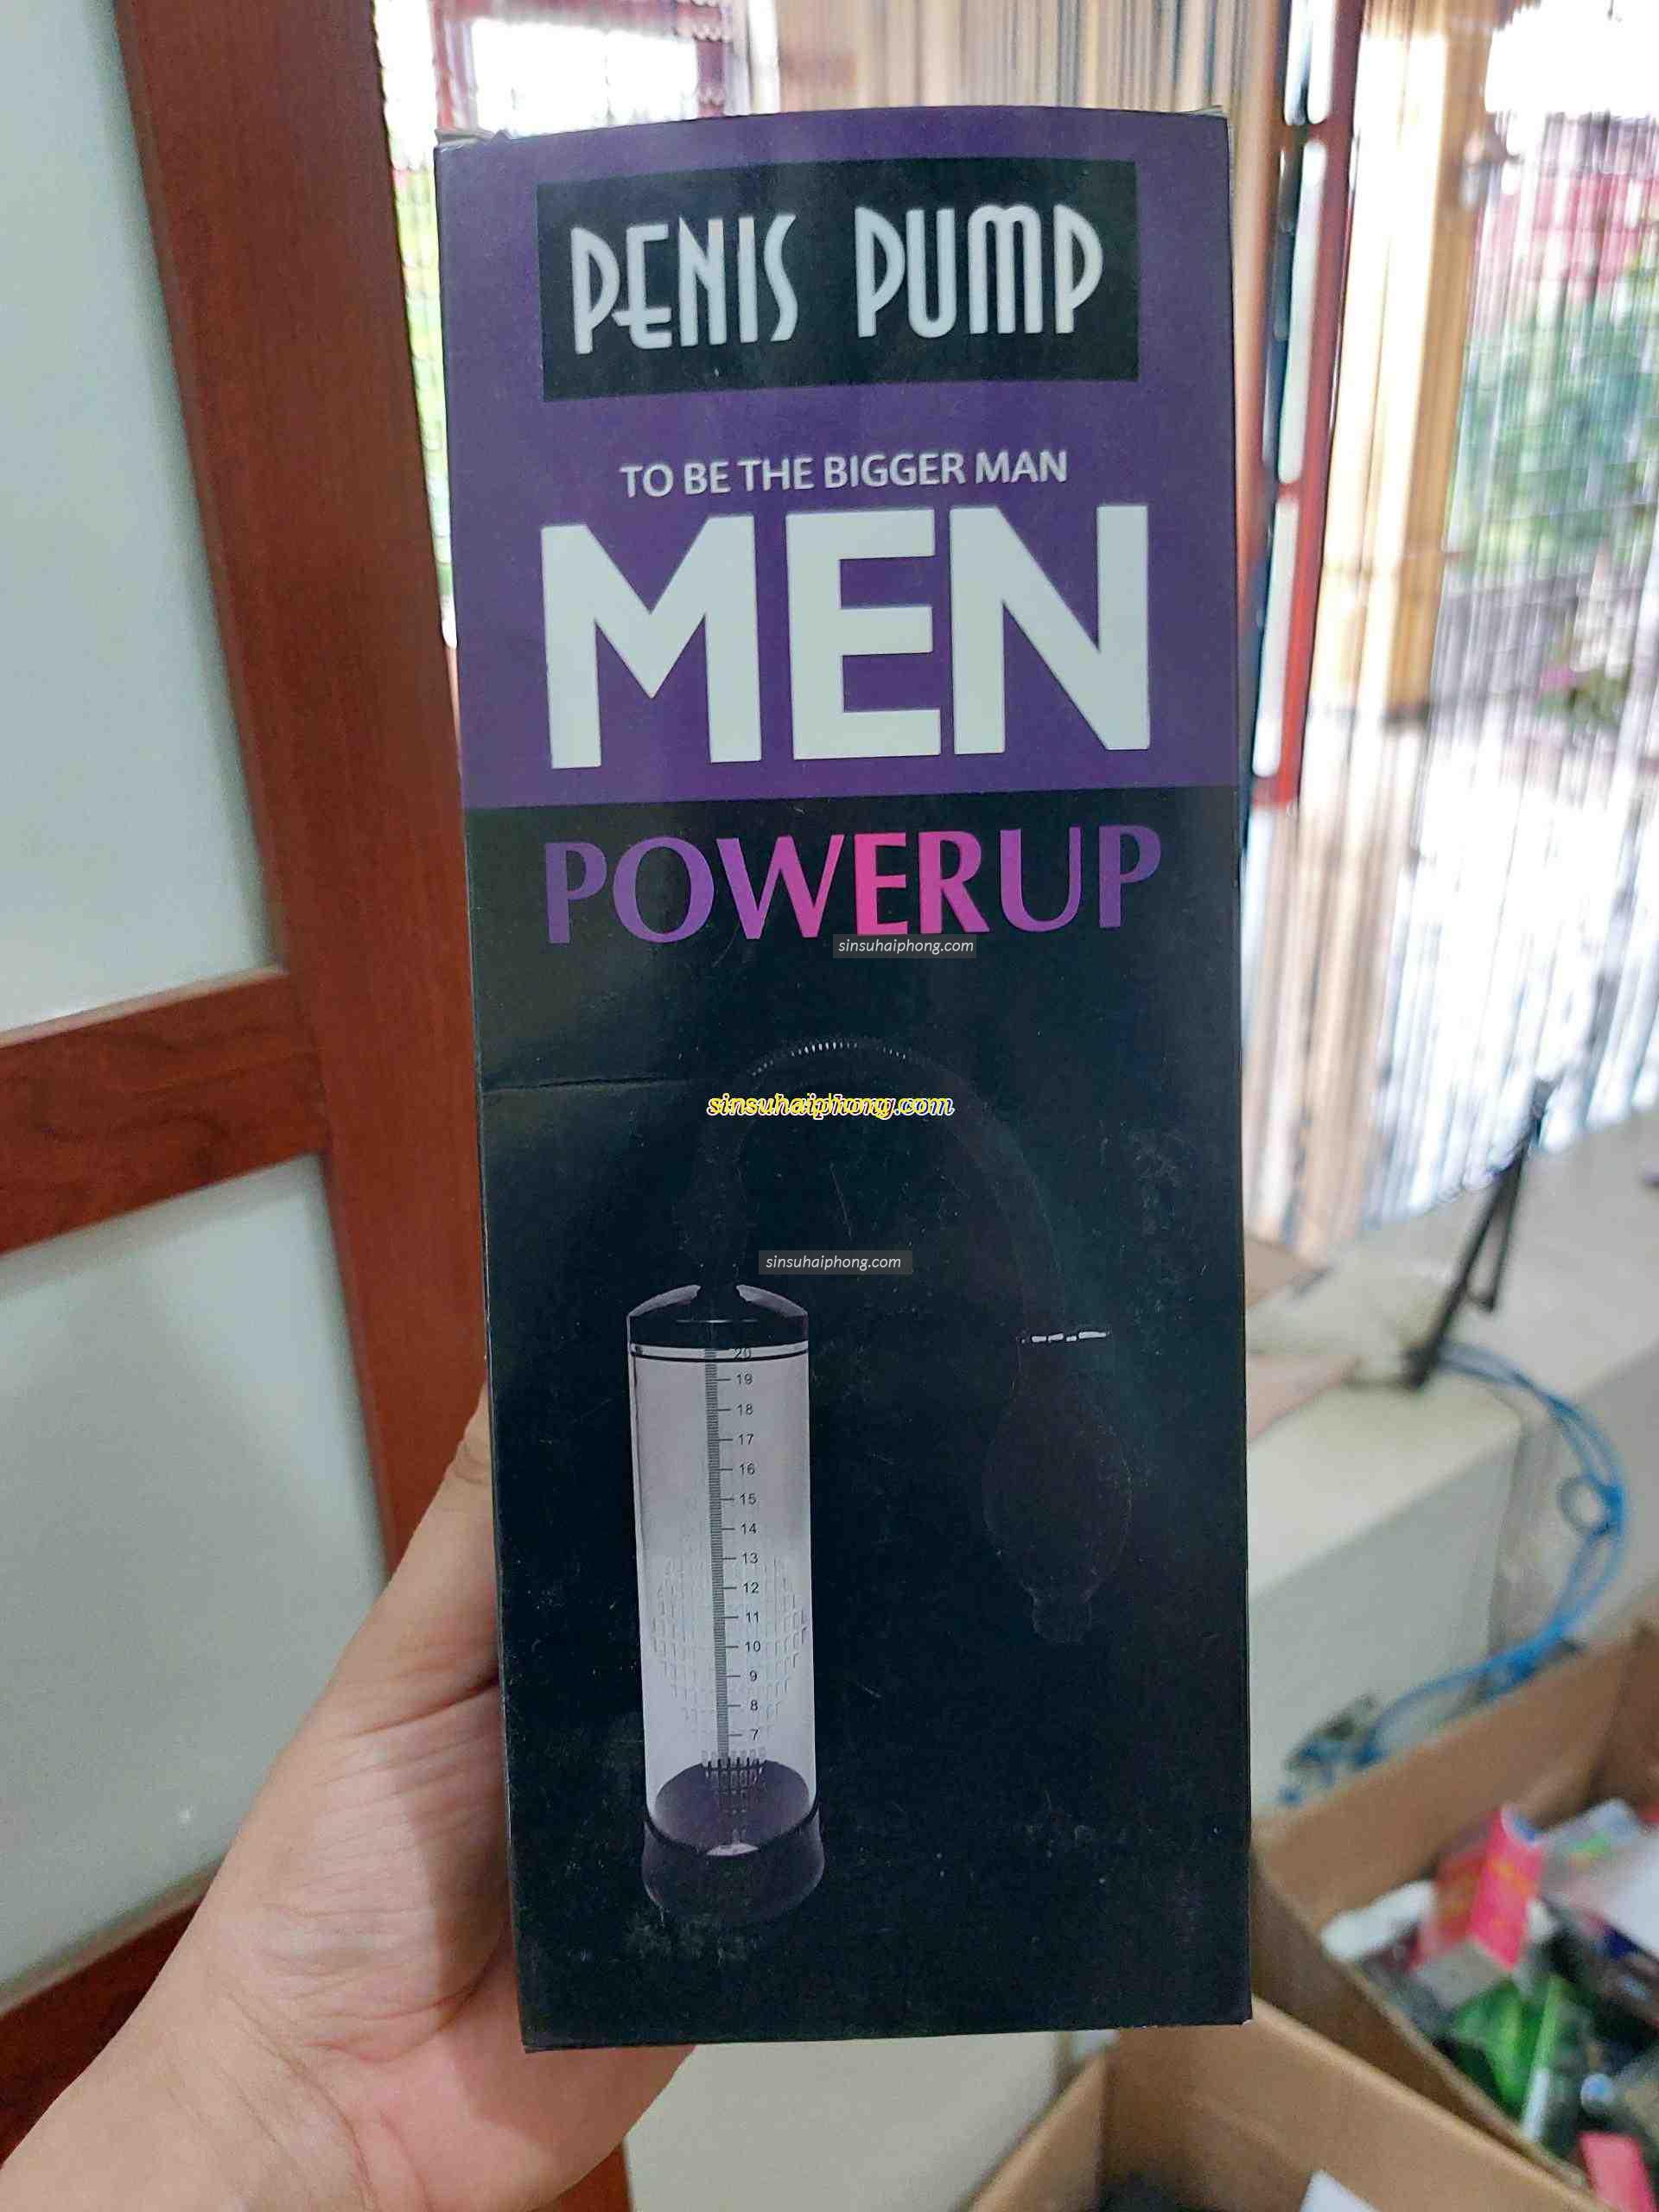 PENIS PUMP
TO BE THE BIGGER MAN
MEN
POWERUP
sinsuhaiphong.com
sinsuhaiphong.com
sinsuhaiphong.com
20
19
18
17
16
15
14
13
12
11
10
9
8
7